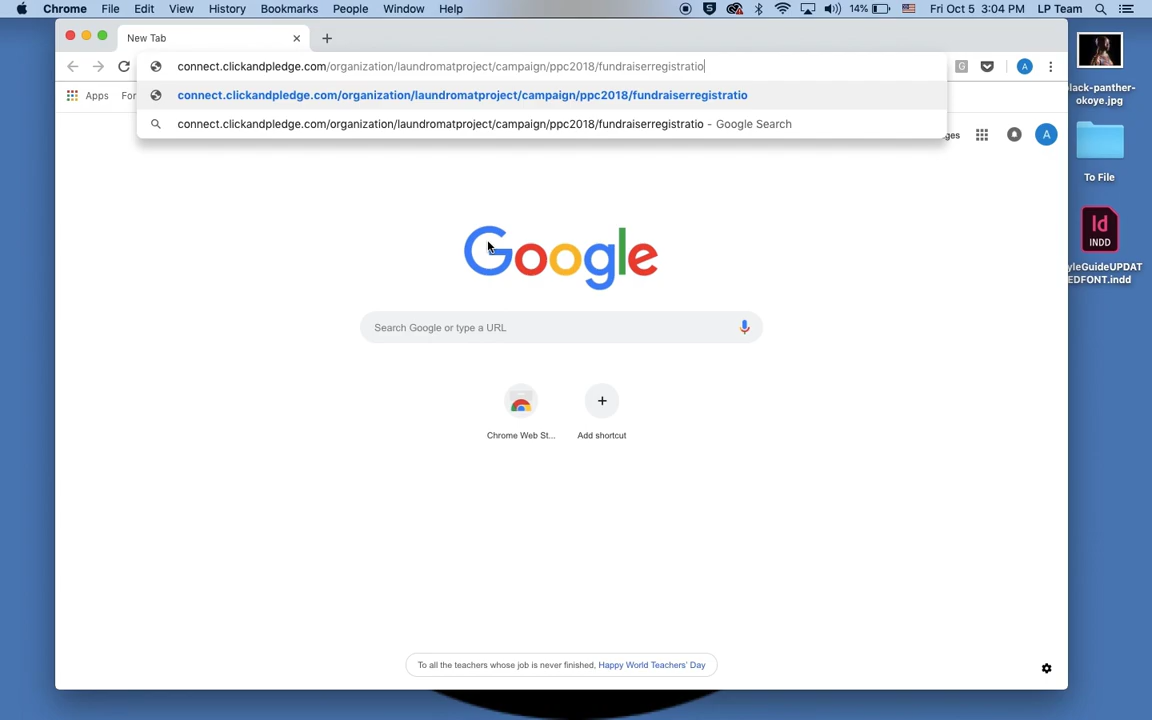 Chrome File Edit View History Bookmarks People Window Help 14% Fri Oct 5 3:04 PM LP Team
New Tab
connect.clickandpledge.com/organization/laundromatproject/campaign/ppc2018/fundraiserregistratio
A
Apps For
connect.clickandpledge.com/organization/laundromatproject/campaign/ppc2018/fundraiserregistratio
connect.clickandpledge.com/organization/laundromatproject/campaign/ppc2018/fundraiserregistratio - Google Search
ges
A
lack-panther-
okoye.jpg
To File
Id
INDD
yleGuideUPDAT
EDFONT.indd
Google
Search Google or type a URL
Chrome Web St...
Add shortcut
To all the teachers whose job is never finished, Happy World Teachers' Day